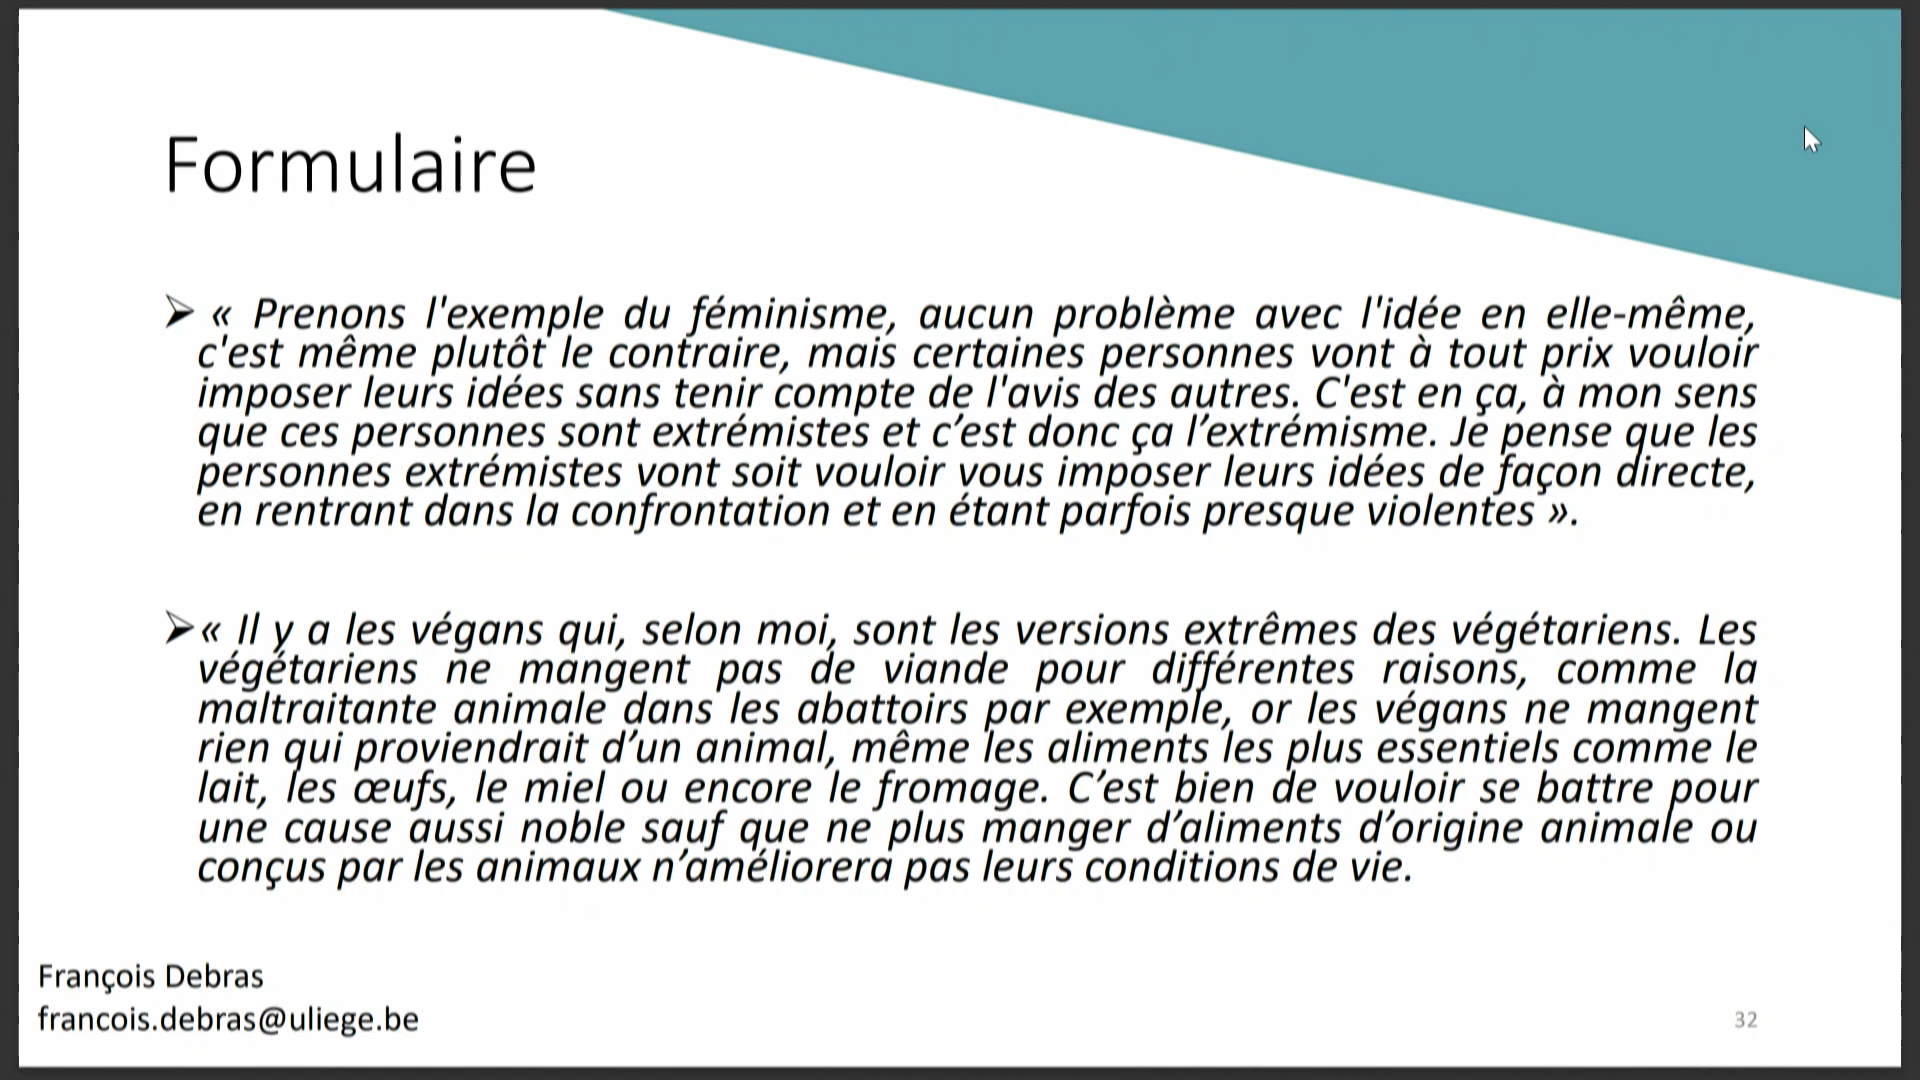 Formulaire
« Prenons l'exemple du féminisme, aucun problème avec l'idée en elle-même,
c'est même plutôt le contraire, mais certaines personnes vont à tout prix vouloir
imposer leurs idées sans tenir compte de l'avis des autres. C'est en ça, à mon sens
que ces personnes sont extrémistes et c’est donc ça l’extrémisme. Je pense que les
personnes extrémistes vont soit vouloir vous imposer leurs idées de façon directe,
en rentrant dans la confrontation et en étant parfois presque violentes ».
« Il y a les végans qui, selon moi, sont les versions extrêmes des végétariens. Les
végétariens ne mangent pas de viande pour différentes raisons, comme la
maltraitante animale dans les abattoirs par exemple, or les végans ne mangent
rien qui proviendrait d’un animal, même les aliments les plus essentiels comme le
lait, les œufs, le miel ou encore le fromage. C’est bien de vouloir se battre pour
une cause aussi noble sauf que ne plus manger d’aliments d’origine animale ou
conçus par les animaux n’améliorera pas leurs conditions de vie.
François Debras
francois.debras@uliege.be
32